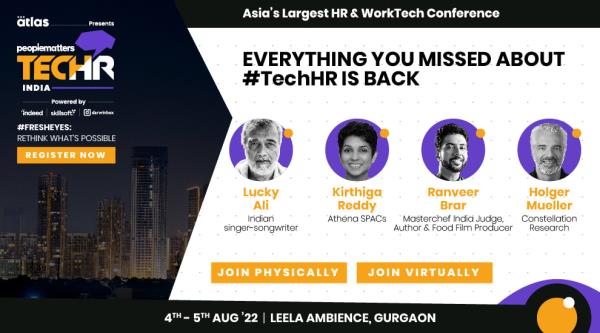 Asia's Largest HR & WorkTech Conference
atlas
Presents
peoplematters
TECHR
INDIA
Powered by
indeed | skillsoft | darwinbox
#FRESHEYES:
RETHINK WHAT'S POSSIBLE
REGISTER NOW
EVERYTHING YOU MISSED ABOUT
#TechHR IS BACK
Lucky
Ali
Indian
singer-songwriter
Kirthiga
Reddy
Athena SPACs
Ranveer
Brar
Masterchef India Judge,
Author & Food Film Producer
Holger
Mueller
Constellation
Research
JOIN PHYSICALLY
JOIN VIRTUALLY
4TH - 5TH AUG '22 | LEELA AMBIENCE, GURGAON